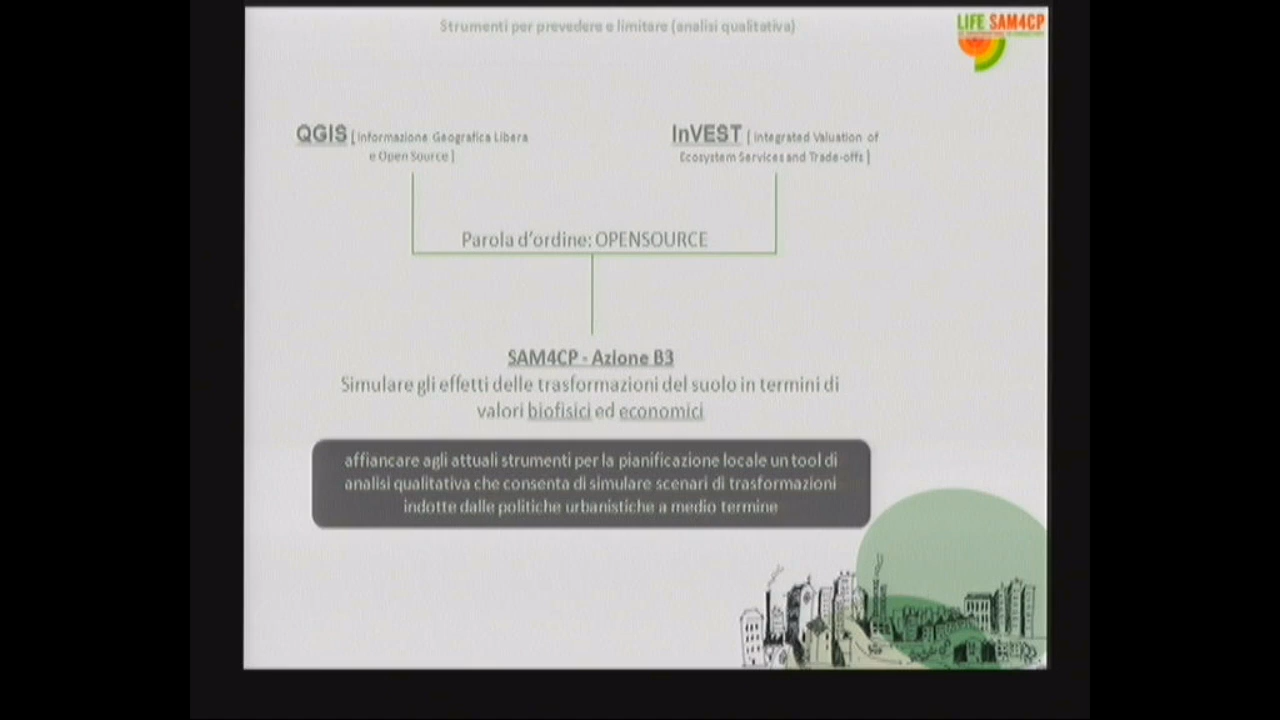 Strumenti per prevedere e limitare (analisi qualitativa)
LIFE SAM4CP
QGIS [ Informazione Geografica Libera
e Open Source ]
InVEST [ Integrated Valuation of
Ecosystem Services and Trade-offs ]
Parola d'ordine: OPENSOURCE
SAM4CP - Azione B3
Simulare gli effetti delle trasformazioni del suolo in termini di
valori biofisici ed economici
affiancare agli attuali strumenti per la pianificazione locale un tool di
analisi qualitativa che consenta di simulare scenari di trasformazioni
indotte dalle politiche urbanistiche a medio termine